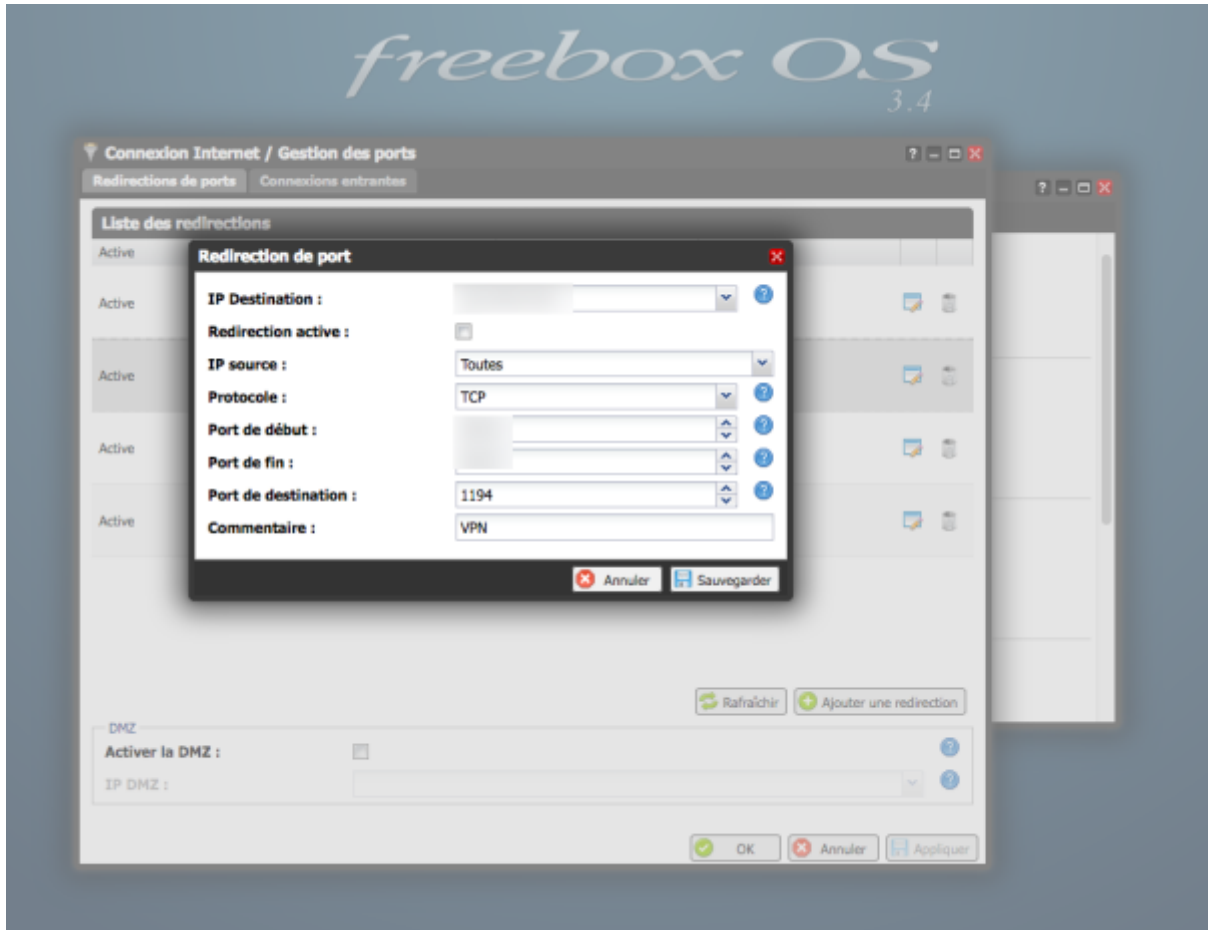 freebox OS
3.4
Connexion Internet / Gestion des ports
Redirections de ports Connexions entrantes
Liste des redirections
Active
Redirection de port
IP Destination :
Active
Redirection active :
IP source : Toutes
Active
Protocole : TCP
Port de début :
Active
Port de fin :
Port de destination : 1194
Active
Commentaire : VPN
Annuler Sauvegarder
Rafraîchir Ajouter une redirection
DMZ
Activer la DMZ :
IP DMZ :
OK Annuler Appliquer